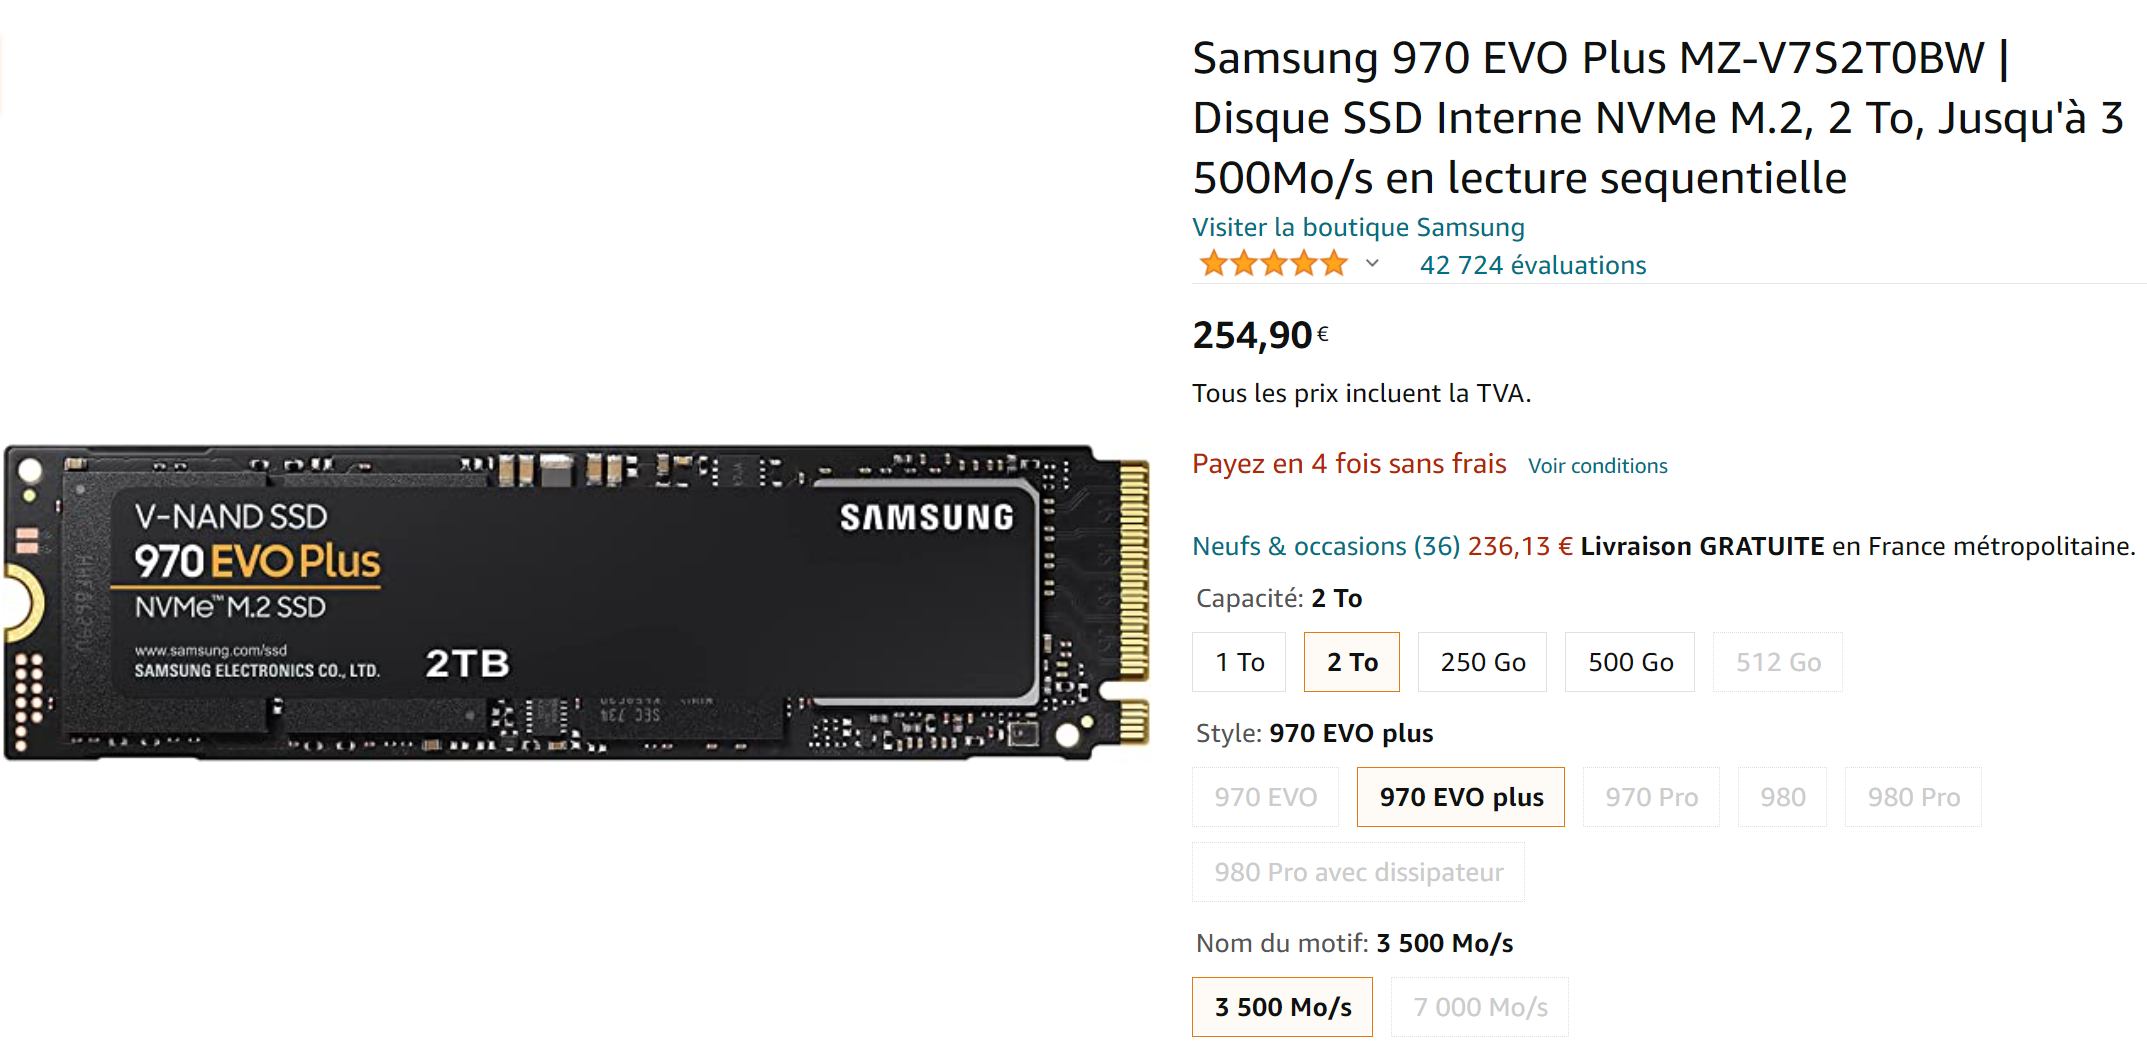 Samsung 970 EVO Plus MZ-V7S2T0BW |
Disque SSD Interne NVMe M.2, 2 To, Jusqu'à 3
500Mo/s en lecture sequentielle
Visiter la boutique Samsung
42 724 évaluations
254,90 €
Tous les prix incluent la TVA.
Payez en 4 fois sans frais Voir conditions
Neufs & occasions (36) 236,13 € Livraison GRATUITE en France métropolitaine.
Capacité: 2 To
1 To 2 To 250 Go 500 Go 512 Go
Style: 970 EVO plus
970 EVO 970 EVO plus 970 Pro 980 980 Pro
980 Pro avec dissipateur
Nom du motif: 3 500 Mo/s
3 500 Mo/s 7 000 Mo/s
V-NAND SSD
SAMSUNG
970 EVO Plus
NVMe™ M.2 SSD
www.samsung.com/ssd
SAMSUNG ELECTRONICS CO., LTD.
2TB